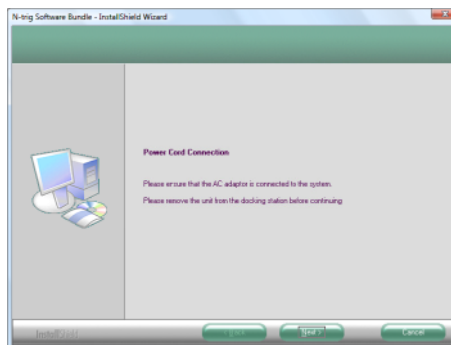 N-trig Software Bundle - InstallShield Wizard
Power Cord Connection
Please ensure that the AC adaptor is connected to the system.
Please remove the unit from the docking station before continuing
InstallShield
< Back
Next >
Cancel